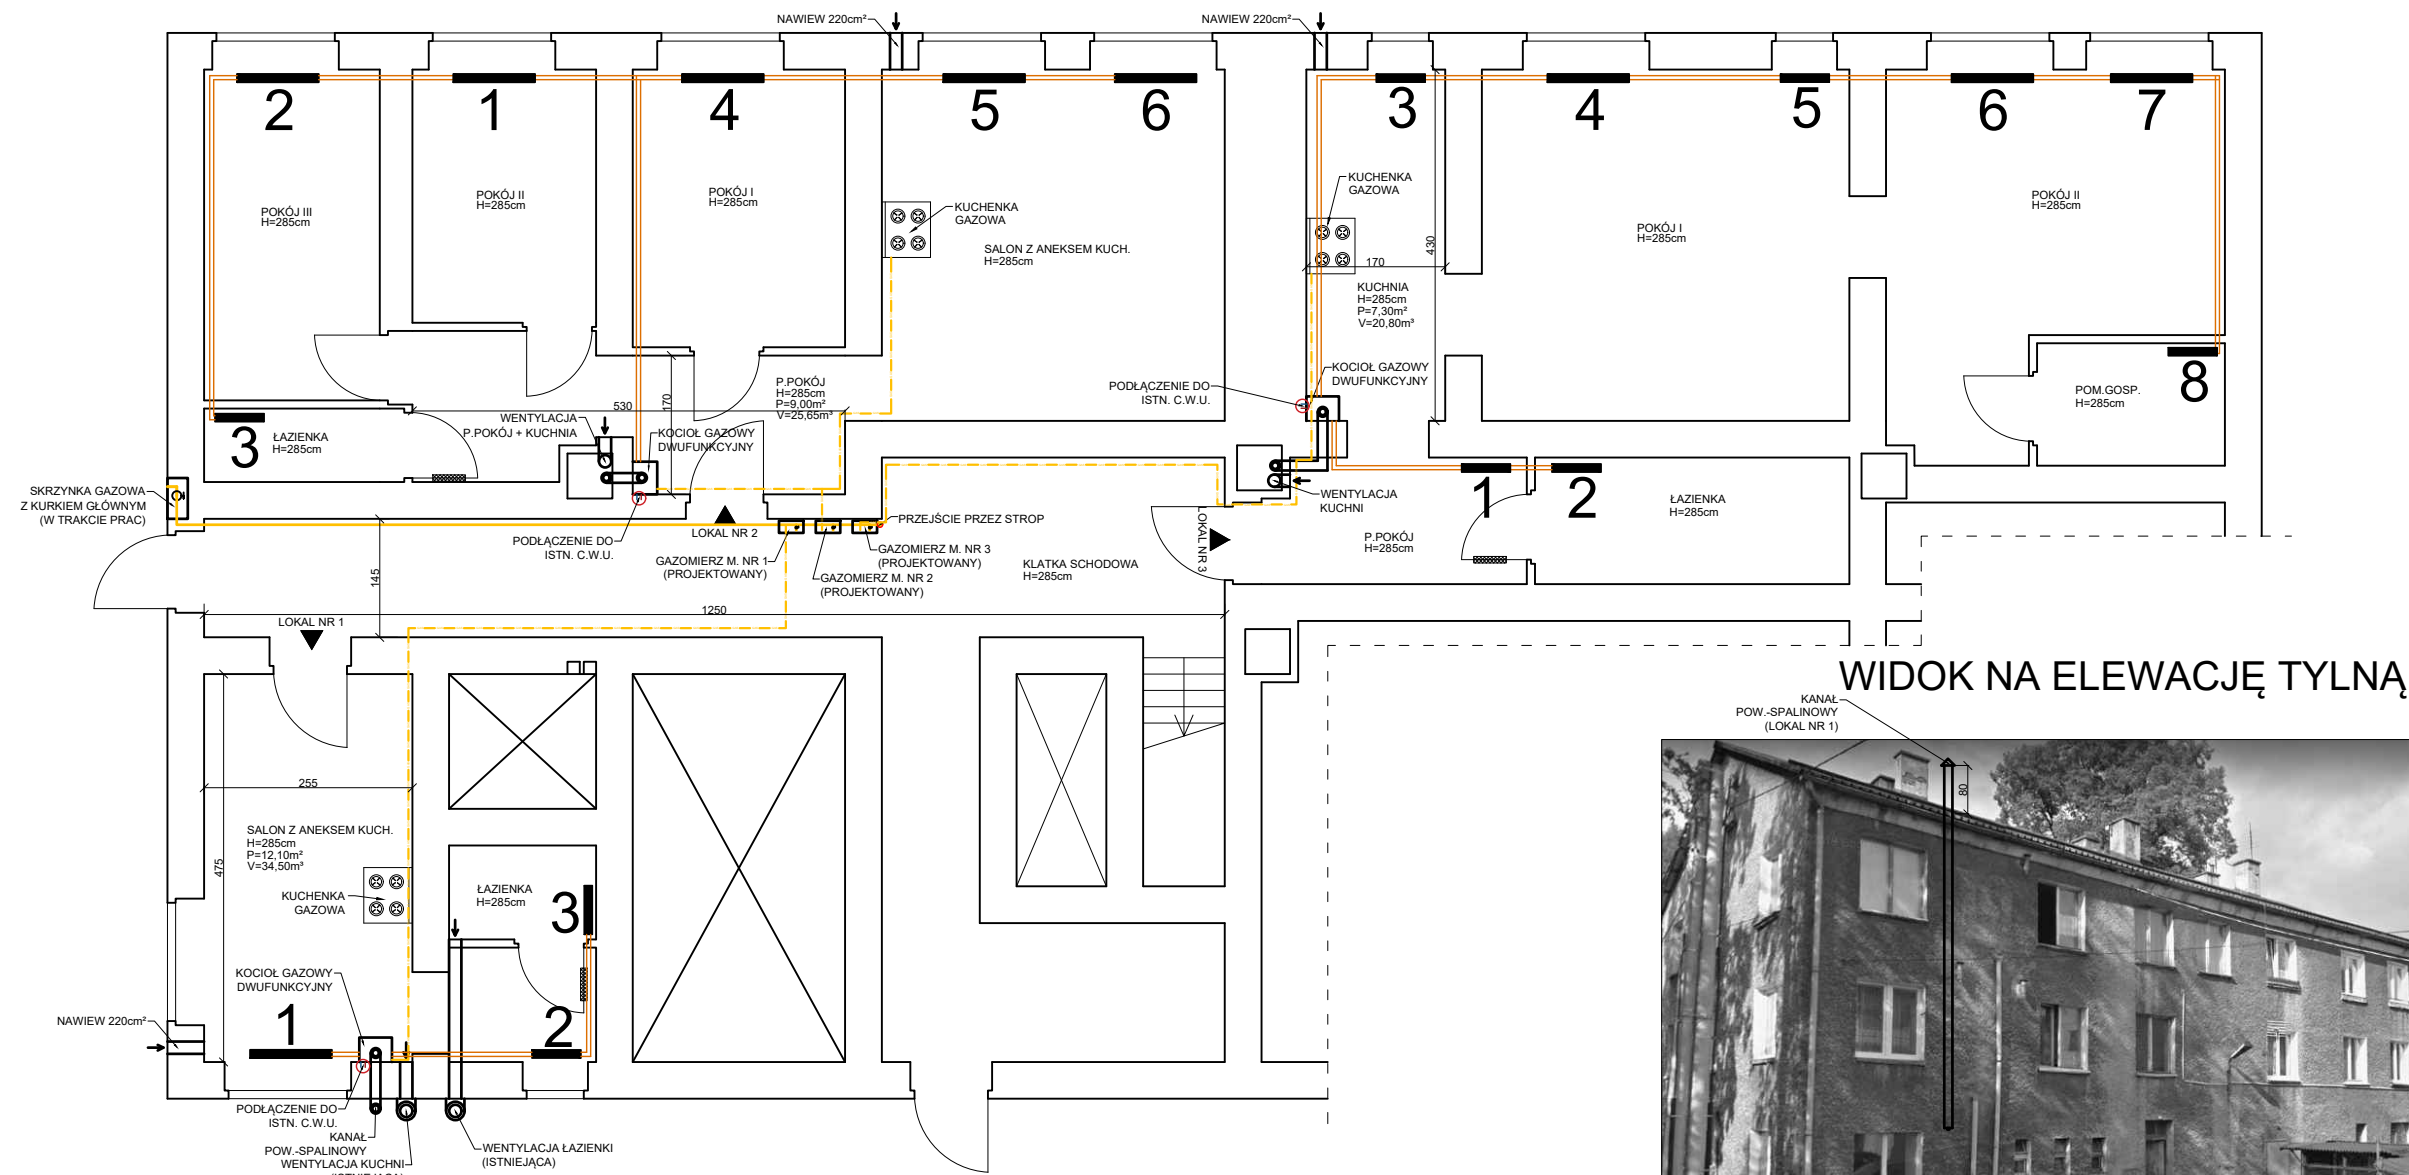 NAWIEW 220cm²
NAWIEW 220cm²
2
1
4
5
6
3
4
5
6
7
POKÓJ III
H=285cm
POKÓJ II
H=285cm
POKÓJ I
H=285cm
KUCHENKA
GAZOWA
SALON Z ANEKSEM KUCH.
H=285cm
KUCHENKA
GAZOWA
430
170
KUCHNIA
H=285cm
P=7,30m²
V=20,80m³
POKÓJ I
H=285cm
POKÓJ II
H=285cm
POM.GOSP.
H=285cm
8
P.POKÓJ
H=285cm
P=9,00m²
V=25,65m³
530
170
WENTYLACJA
P.POKÓJ + KUCHNIA
KOCIOŁ GAZOWY
DWUFUNKCYJNY
3
ŁAZIENKA
H=285cm
PODŁĄCZENIE DO
ISTN. C.W.U.
KOCIOŁ GAZOWY
DWUFUNKCYJNY
SKRZYNKA GAZOWA
Z KURKIEM GŁÓWNYM
(W TRAKCIE PRAC)
PODŁĄCZENIE DO
ISTN. C.W.U.
LOKAL NR 2
PRZEJŚCIE PRZEZ STROP
GAZOMIERZ M. NR 1
(PROJEKTOWANY)
GAZOMIERZ M. NR 2
(PROJEKTOWANY)
GAZOMIERZ M. NR 3
(PROJEKTOWANY)
KLATKA SCHODOWA
H=285cm
LOKAL NR 3
WENTYLACJA
KUCHNI
1
2
P.POKÓJ
H=285cm
ŁAZIENKA
H=285cm
145
1250
LOKAL NR 1
255
475
SALON Z ANEKSEM KUCH.
H=285cm
P=12,10m²
V=34,50m³
KUCHENKA
GAZOWA
ŁAZIENKA
H=285cm
3
KOCIOŁ GAZOWY
DWUFUNKCYJNY
1
2
NAWIEW 220cm²
PODŁĄCZENIE DO
ISTN. C.W.U.
KANAŁ
POW.-SPALINOWY
WENTYLACJA KUCHNI
(ISTNIEJĄCA)
WENTYLACJA ŁAZIENKI
(ISTNIEJĄCA)
WIDOK NA ELEWACJĘ TYLNĄ
KANAŁ
POW.-SPALINOWY
(LOKAL NR 1)
80